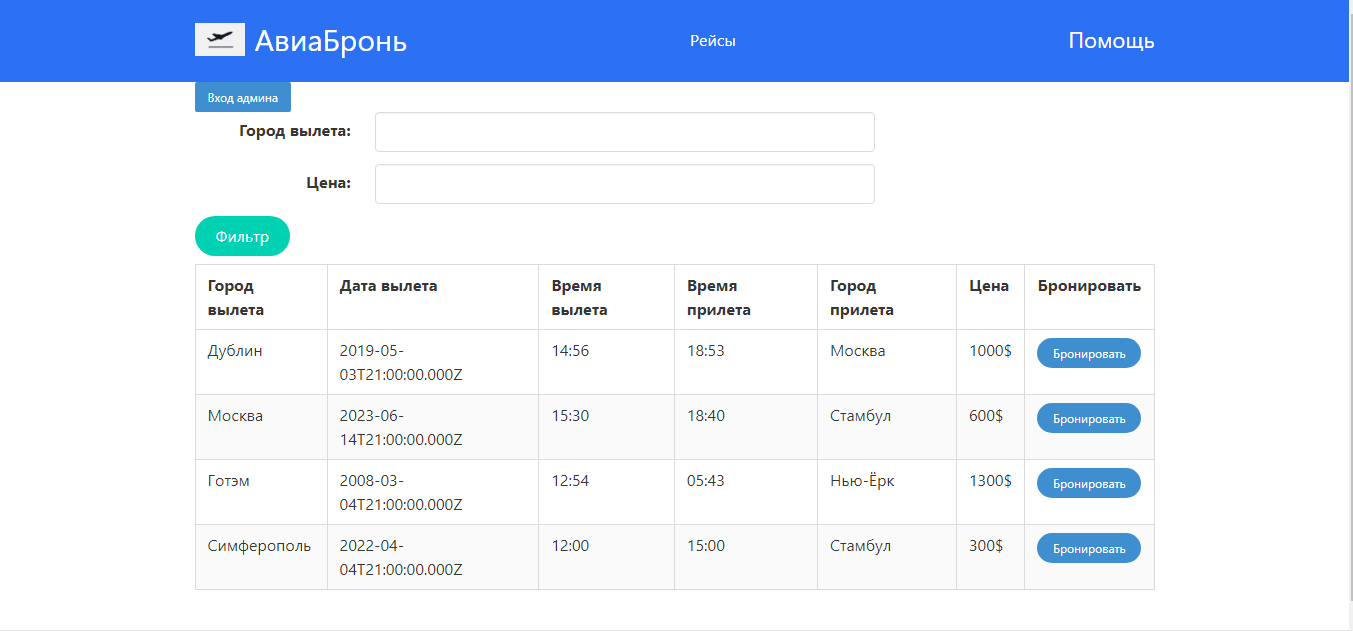 АвиаБронь Рейсы Помощь
Вход админа
Город вылета:
Цена:
Фильтр
Город вылета Дата вылета Время вылета Время прилета Город прилета Цена Бронировать
Дублин 2019-05-03T21:00:00.000Z 14:56 18:53 Москва 1000$ Бронировать
Москва 2023-06-14T21:00:00.000Z 15:30 18:40 Стамбул 600$ Бронировать
Готэм 2008-03-04T21:00:00.000Z 12:54 05:43 Нью-Ёрк 1300$ Бронировать
Симферополь 2022-04-04T21:00:00.000Z 12:00 15:00 Стамбул 300$ Бронировать